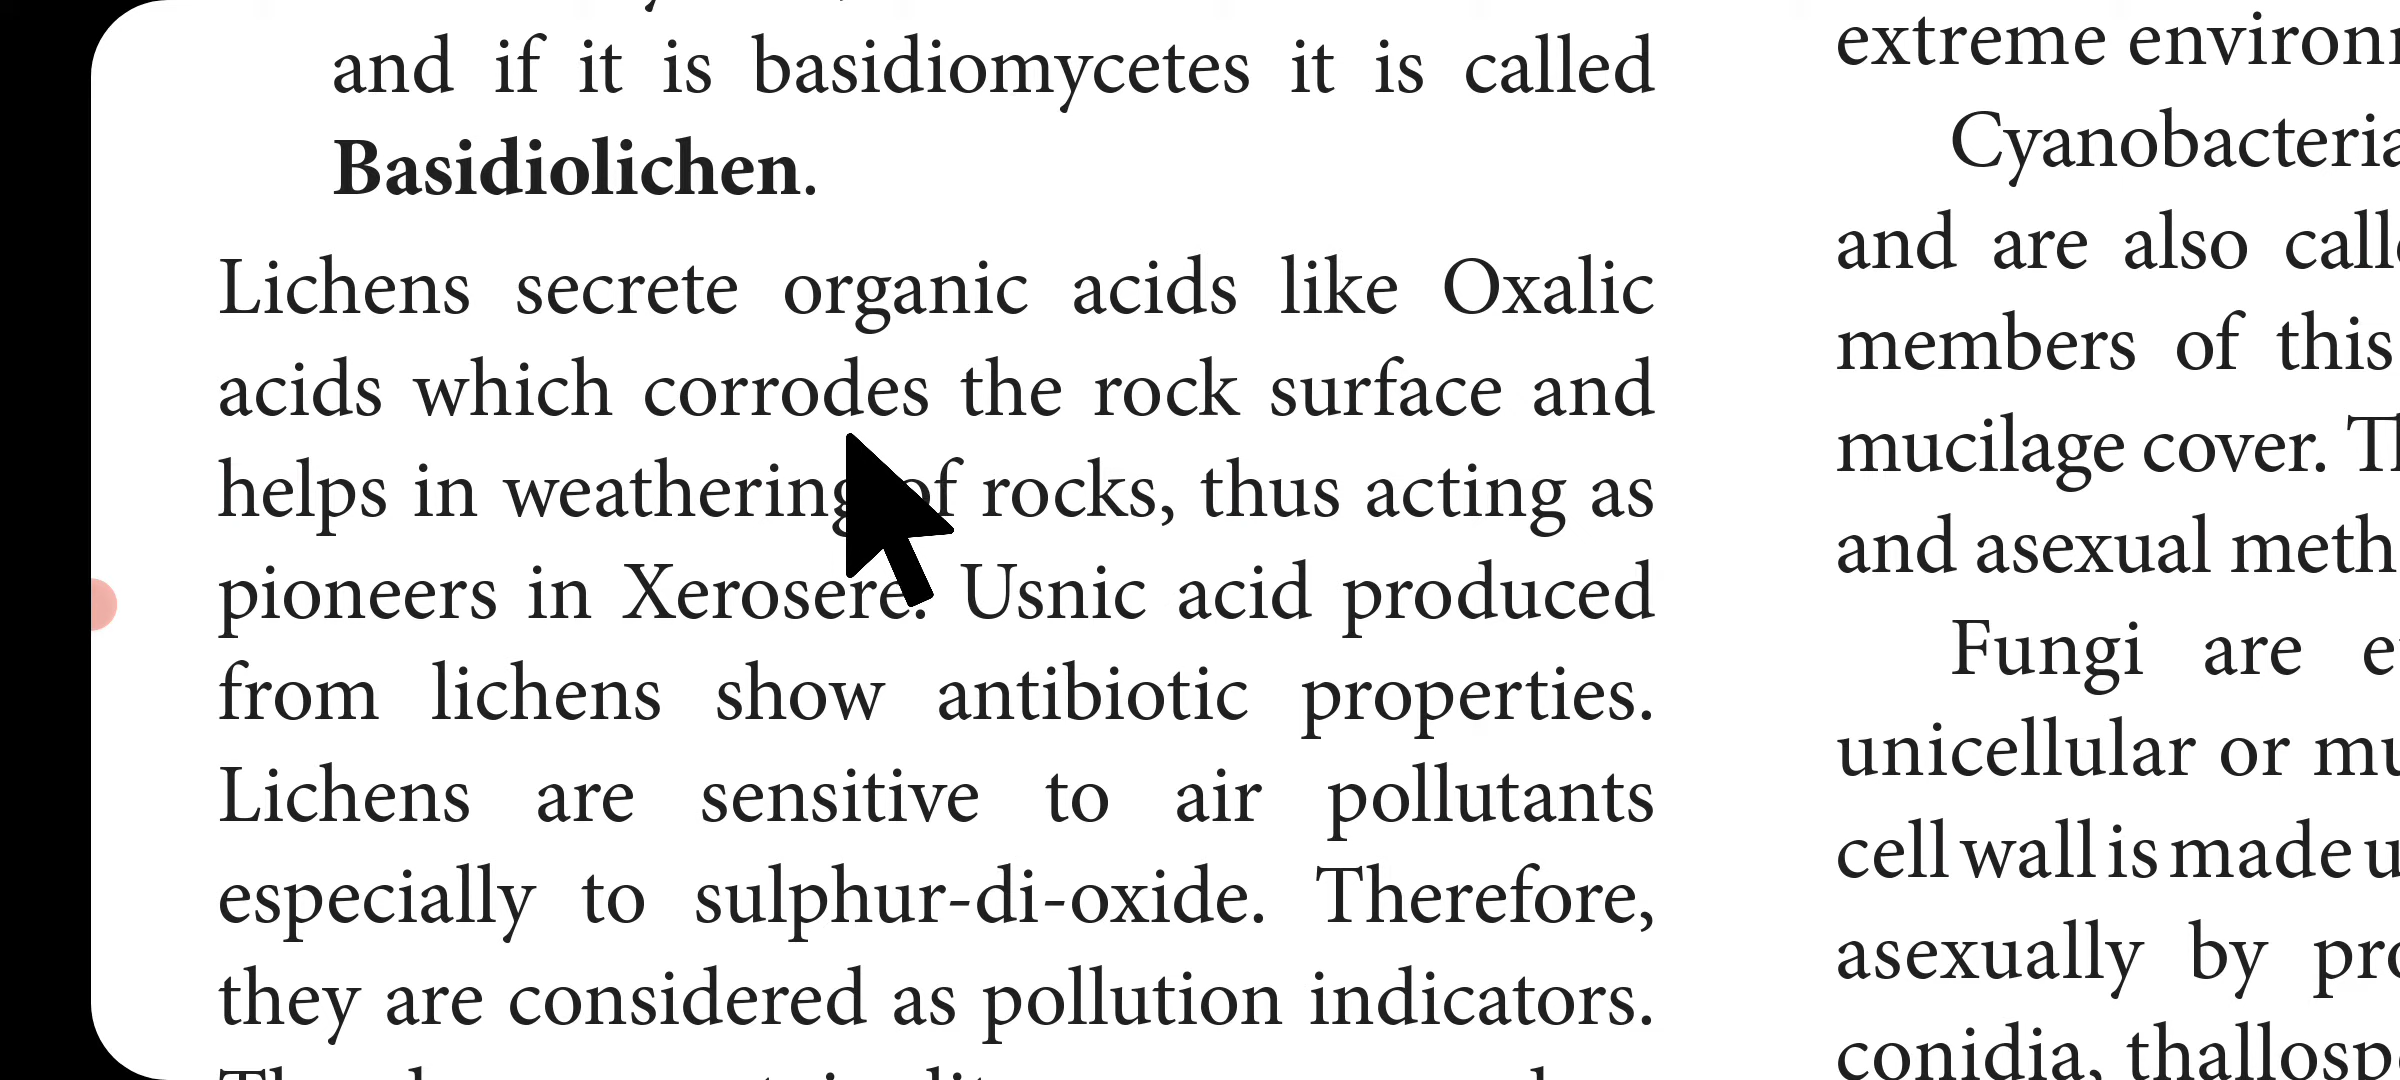 and if it is basidiomycetes it is called
Basidiolichen.
Lichens secrete organic acids like Oxalic
acids which corrodes the rock surface and
helps in weathering of rocks, thus acting as
pioneers in Xerosere. Usnic acid produced
from lichens show antibiotic properties.
Lichens are sensitive to air pollutants
especially to sulphur-di-oxide. Therefore,
they are considered as pollution indicators.
extreme
Cyanobacteria
and are also
members of this
mucilage cover.
and asexual
Fungi are
unicellular or
cell wall is made
asexually by
conidia,